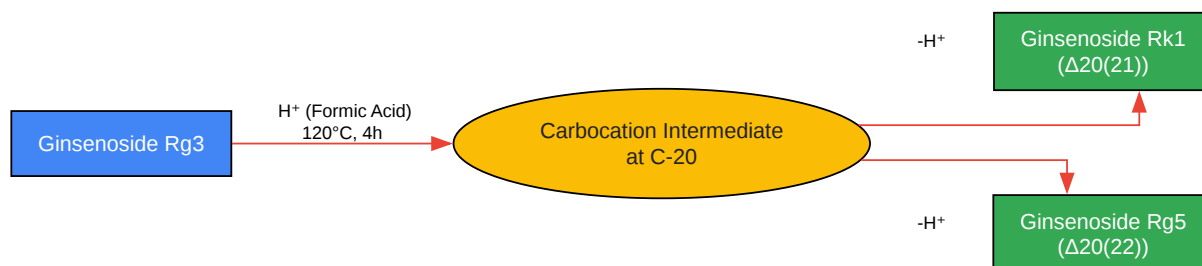 Ginsenoside Rg3
H⁺ (Formic Acid)
120°C, 4h
Carbocation Intermediate
at C-20
-H⁺
Ginsenoside Rk1
(Δ20(21))
-H⁺
Ginsenoside Rg5
(Δ20(22))